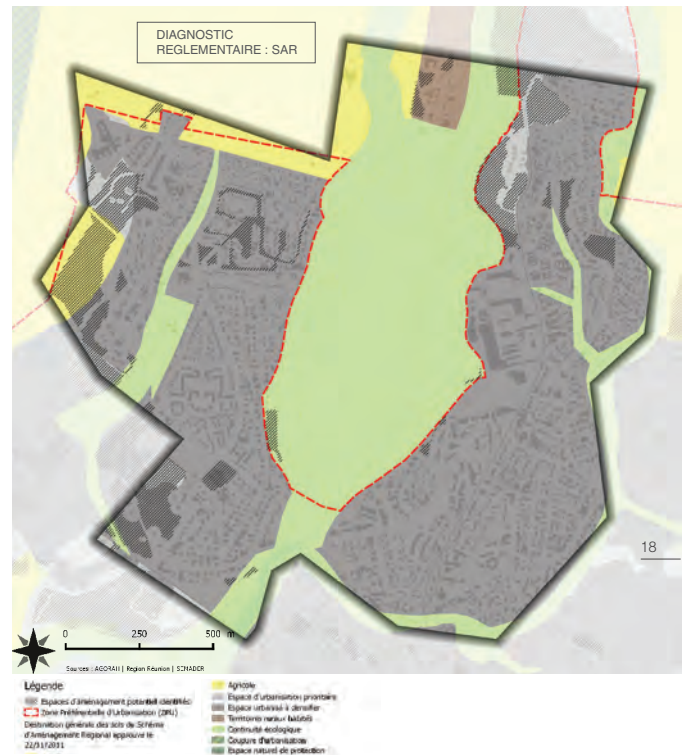 DIAGNOSTIC
REGLEMENTAIRE : SAR
18
0 250 500 m
Sources : AGORAH | Region Réunion |
Légende
Espaces d'aménagement potentiel identifiés
Zone Préférentielle d'Urbanisation (ZPU)
Destination générale des sols du Schéma
d'Aménagement Régional approuvé le
22/11/2011
Agricole
Espace d'urbanisation prioritaire
Espace urbanisé à densifier
Territoires ruraux habités
Continuité écologique
Coupure d'urbanisation
Espace naturel de protection